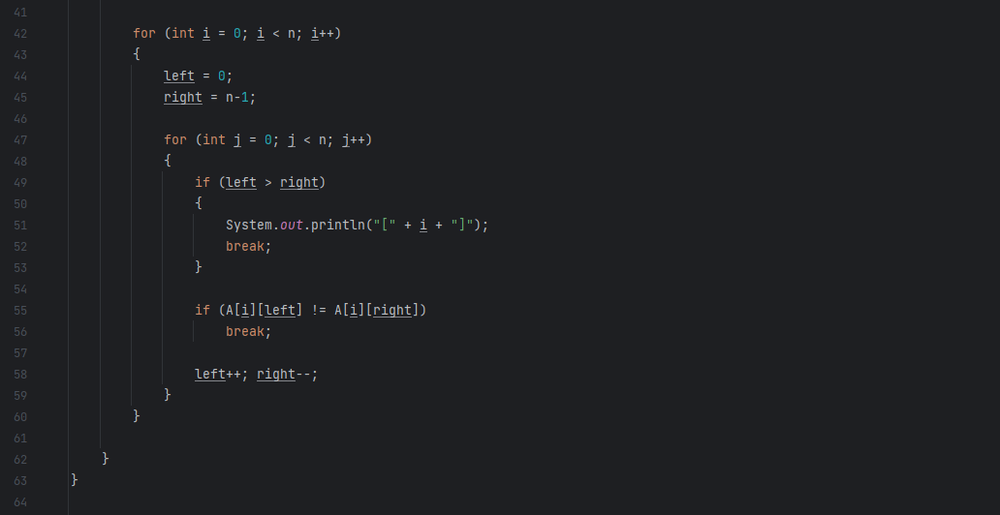 41
42 for (int i = 0; i < n; i++)
43 {
44 left = 0;
45 right = n-1;
46
47 for (int j = 0; j < n; j++)
48 {
49 if (left > right)
50 {
51 System.out.println("[" + i + "]");
52 break;
53 }
54
55 if (A[i][left] != A[i][right])
56 break;
57
58 left++; right--;
59 }
60 }
61
62 }
63 }
64